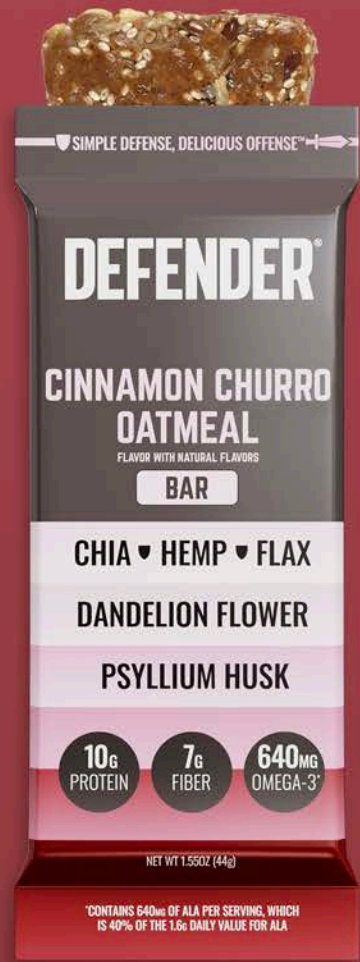 SIMPLE DEFENSE, DELICIOUS OFFENSE™
DEFENDER®
CINNAMON CHURRO
OATMEAL
FLAVOR WITH NATURAL FLAVORS
BAR
CHIA HEMP FLAX
DANDELION FLOWER
PSYLLIUM HUSK
10G PROTEIN
7G FIBER
640MG OMEGA-3*
NET WT 1.55OZ (44g)
*CONTAINS 640MG OF ALA PER SERVING, WHICH
IS 40% OF THE 1.6G DAILY VALUE FOR ALA